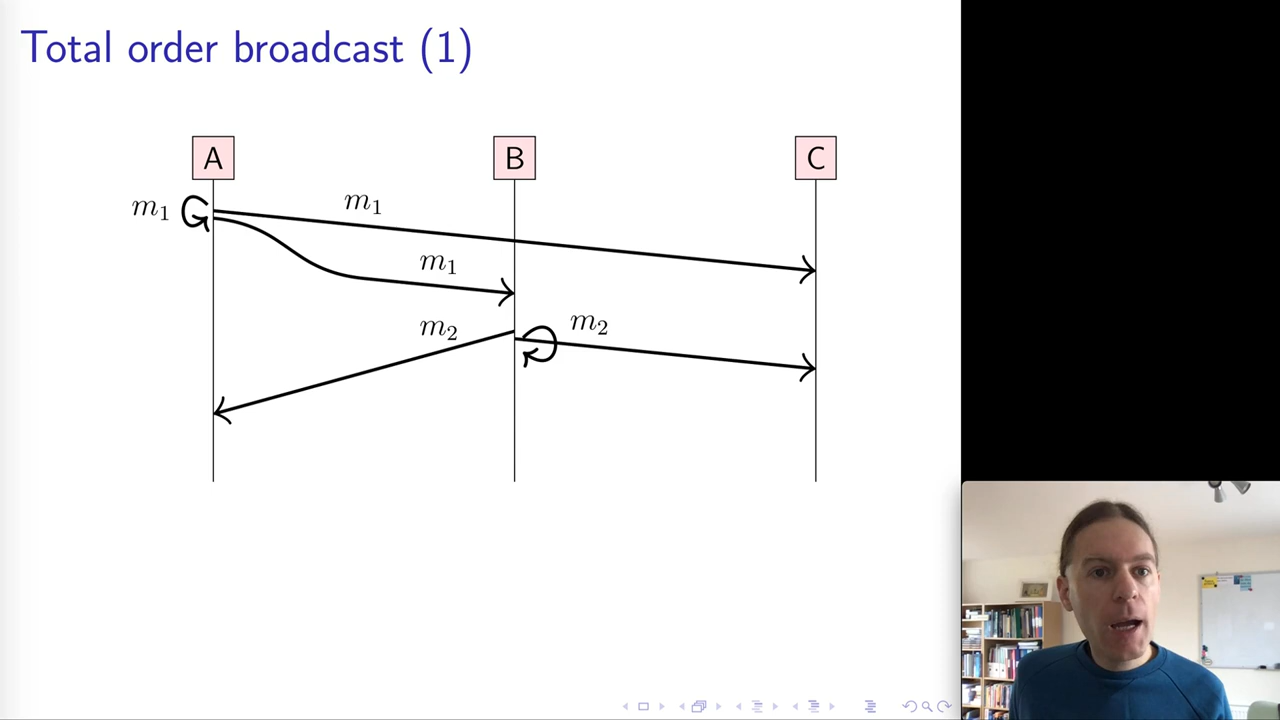 Total order broadcast (1)
A B C
m₁ m₁
m₁
m₂ m₂